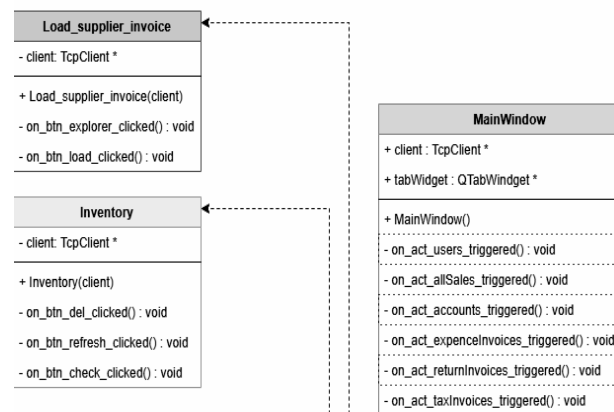 Load_supplier_invoice
- client: TcpClient *
+ Load_supplier_invoice(client)
- on_btn_explorer_clicked() : void
- on_btn_load_clicked() : void
Inventory
- client: TcpClient *
+ Inventory(client)
- on_btn_del_clicked() : void
- on_btn_refresh_clicked() : void
- on_btn_check_clicked() : void
MainWindow
+ client : TcpClient *
+ tabWidget : QTabWindget *
+ MainWindow()
- on_act_users_triggered() : void
- on_act_allSales_triggered() : void
- on_act_accounts_triggered() : void
- on_act_expenceInvoices_triggered() : void
- on_act_returnInvoices_triggered() : void
- on_act_taxInvoices_triggered() : void